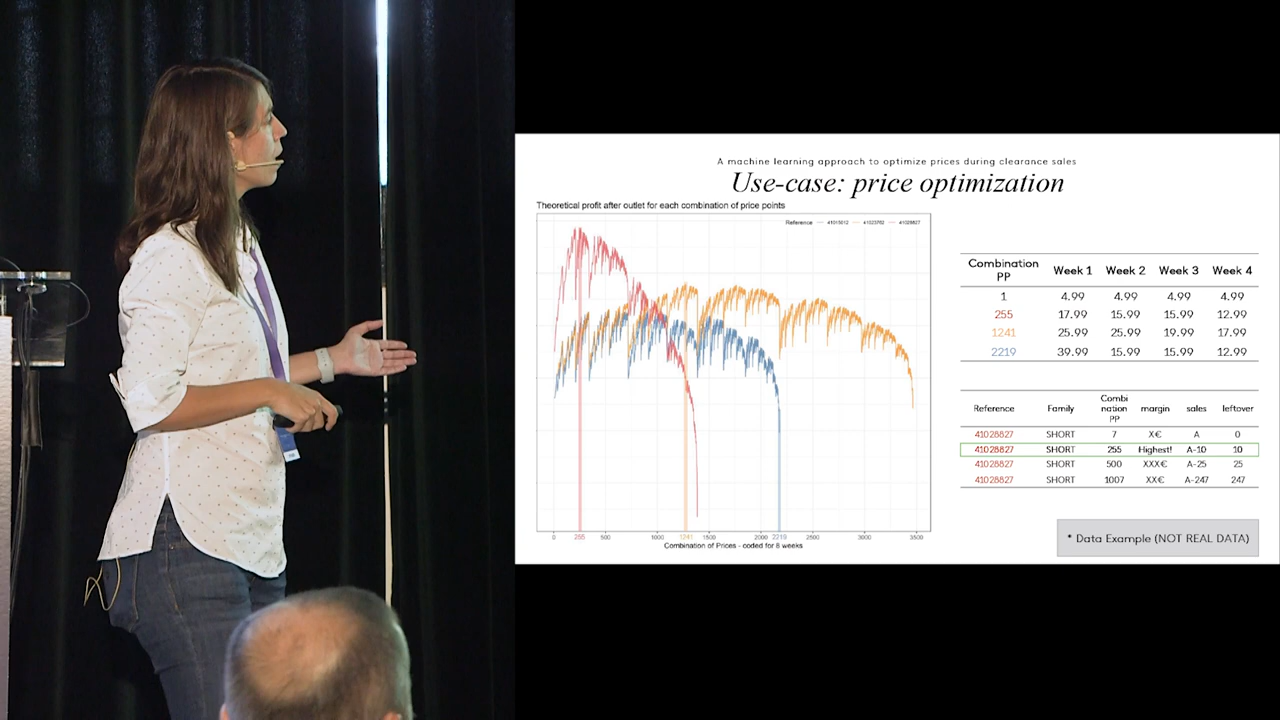 A machine learning approach to optimize prices during clearance sales
Use-case: price optimization
Theoretical profit after outlet for each combination of price points
Reference 41015012 41023762 41028827
0 255 500 1000 1241 1500 2000 2219 2500 3000 3500
Combination of Prices - coded for 8 weeks
Combination PP Week 1 Week 2 Week 3 Week 4
1 4.99 4.99 4.99 4.99
255 17.99 15.99 15.99 12.99
1241 25.99 25.99 19.99 17.99
2219 39.99 15.99 15.99 12.99
Reference Family Combi nation PP margin sales leftover
41028827 SHORT 7 X€ A 0
41028827 SHORT 255 Highest! A-10 10
41028827 SHORT 500 XXX€ A-25 25
41028827 SHORT 1007 XX€ A-247 247
* Data Example (NOT REAL DATA)